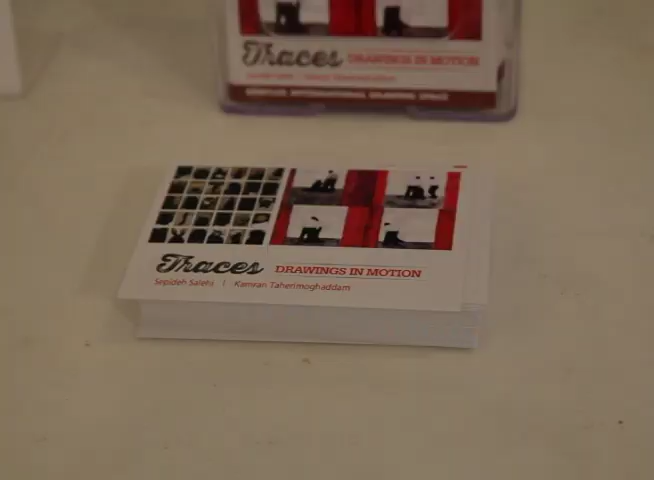 Traces DRAWINGS IN MOTION
Traces DRAWINGS IN MOTION
Sepideh Salehi | Kamran Taherimoghaddam